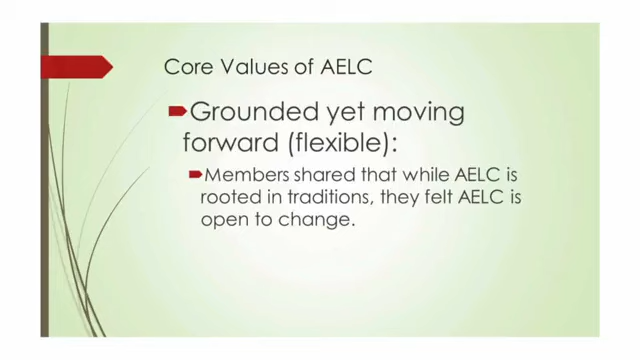 Core Values of AELC
Grounded yet moving
forward (flexible):
Members shared that while AELC is
rooted in traditions, they felt AELC is
open to change.